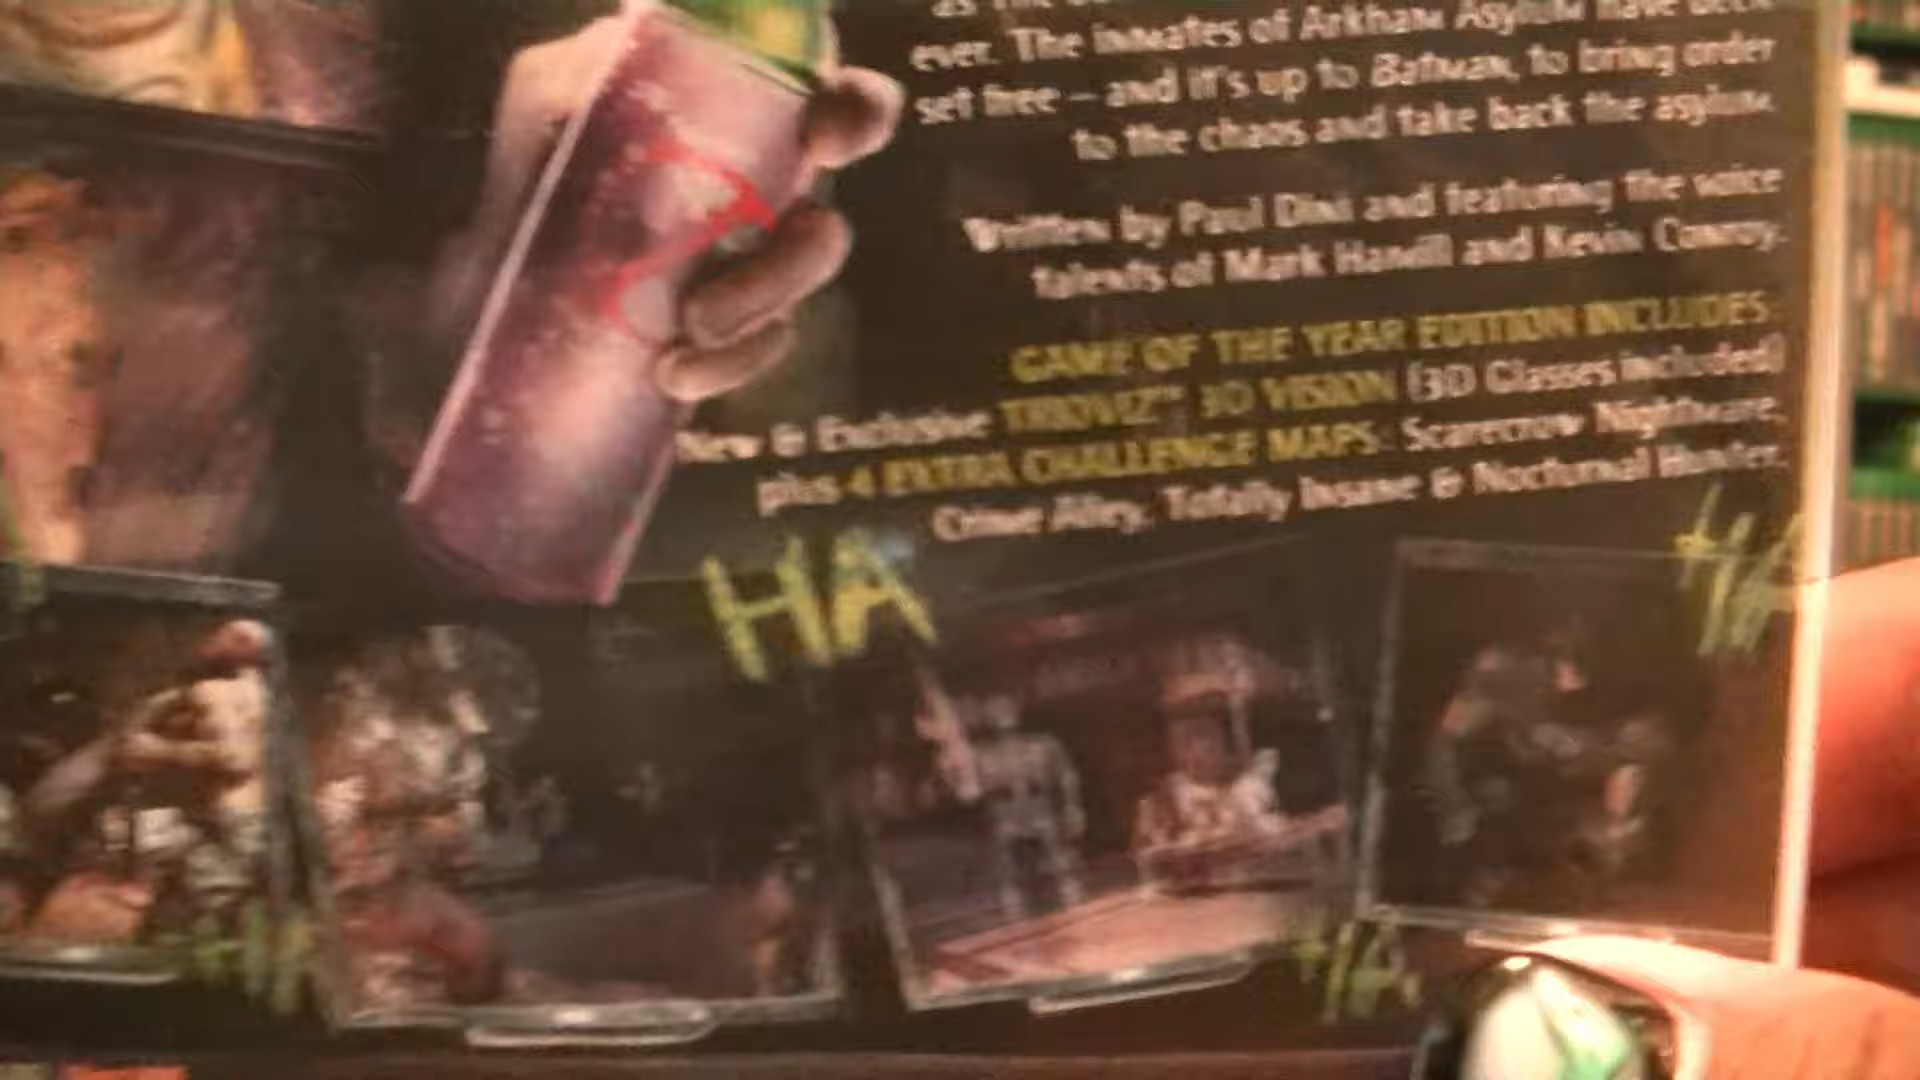 ever. The inmates of Arkham Asylum have been
set free – and it's up to Batman, to bring order
to the chaos and take back the asylum.
Written by Paul Dini and featuring the voice
talents of Mark Hamill and Kevin Conroy.
GAME OF THE YEAR EDITION INCLUDES:
New & Exclusive TRIOVIZ™ 3D VISION (3D Glasses included)
plus 4 EXTRA CHALLENGE MAPS: Scarecrow Nightmare,
Crime Alley, Totally Insane & Nocturnal Hunter.
HA
HA
HA